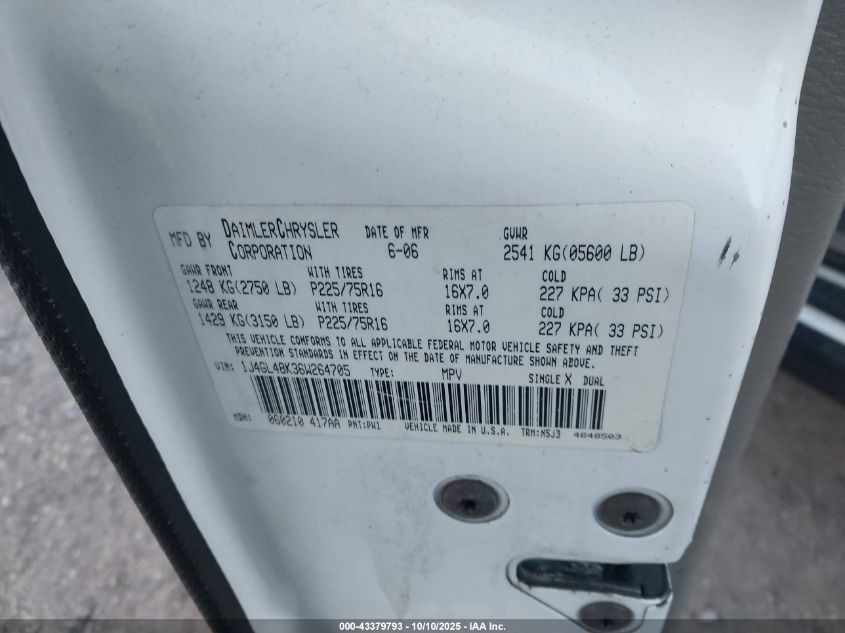 MFD BY DAIMLERCHRYSLER CORPORATION DATE OF MFR 6-06 GVWR 2541 KG(05600 LB)
GAWR FRONT WITH TIRES RIMS AT COLD
1248 KG(2750 LB) P225/75R16 16X7.0 227 KPA( 33 PSI)
GAWR REAR WITH TIRES RIMS AT COLD
1429 KG(3150 LB) P225/75R16 16X7.0 227 KPA( 33 PSI)
THIS VEHICLE CONFORMS TO ALL APPLICABLE FEDERAL MOTOR VEHICLE SAFETY AND THEFT
PREVENTION STANDARDS IN EFFECT ON THE DATE OF MANUFACTURE SHOWN ABOVE.
VIN: 1J4GL48K36W264705 TYPE: MPV SINGLE X DUAL
MDH: 060210 417AA PNT:PW1 VEHICLE MADE IN U.S.A. TRM:N5J3 4648503
000-43379793 - 10/10/2025 - IAA Inc.